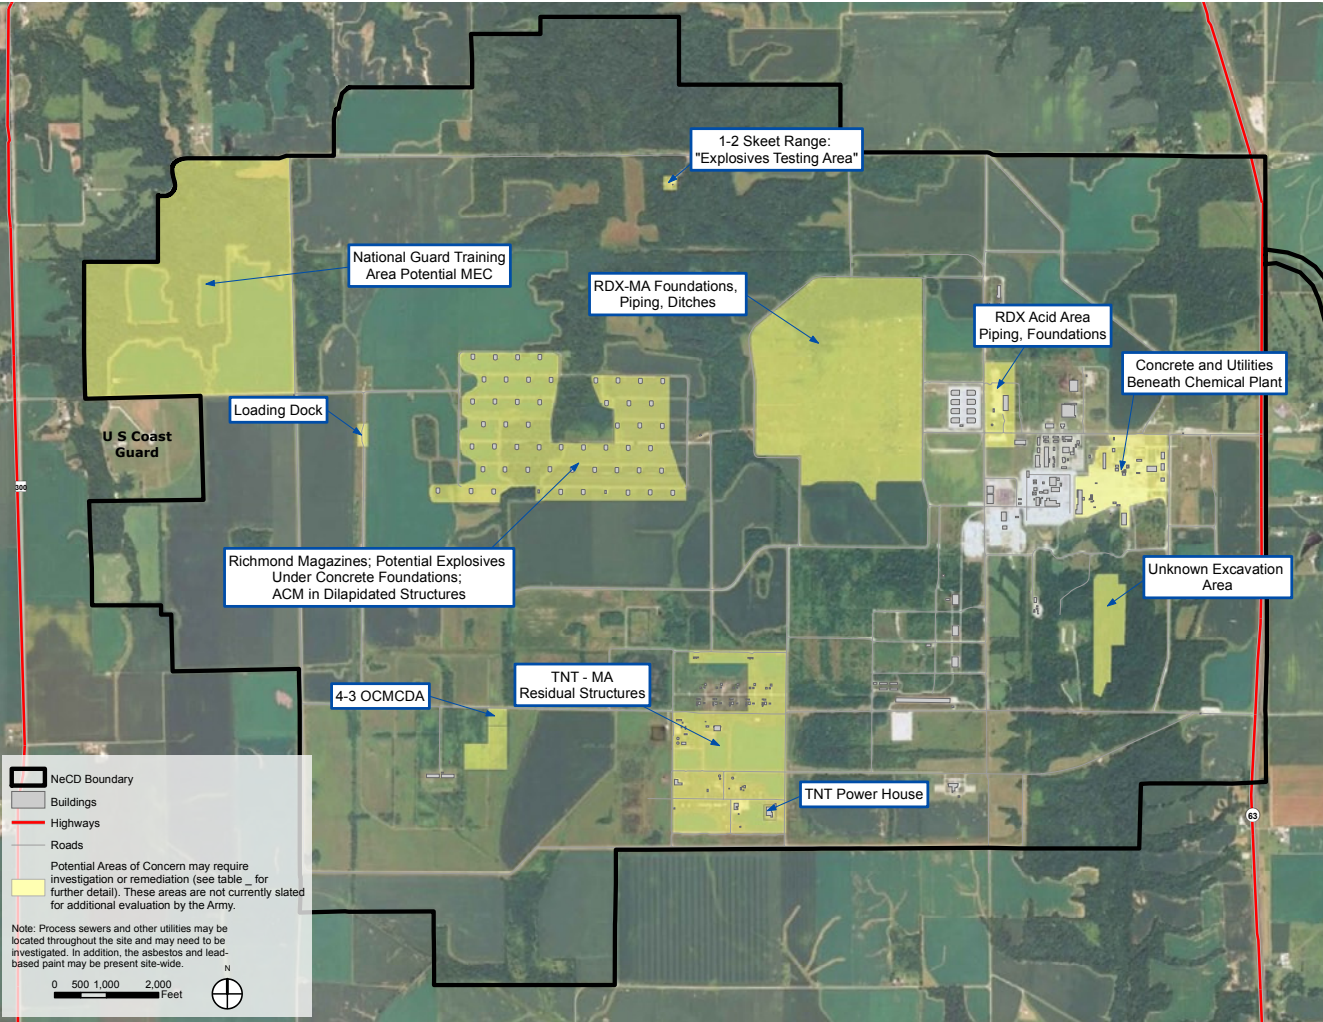 1-2 Skeet Range:
"Explosives Testing Area"
National Guard Training
Area Potential MEC
RDX-MA Foundations,
Piping, Ditches
RDX Acid Area
Piping, Foundations
Concrete and Utilities
Beneath Chemical Plant
Loading Dock
U S Coast
Guard
300
Richmond Magazines; Potential Explosives
Under Concrete Foundations;
ACM in Dilapidated Structures
Unknown Excavation
Area
4-3 OCMCDA
TNT - MA
Residual Structures
TNT Power House
63
NeCD Boundary
Buildings
Highways
Roads
Potential Areas of Concern may require
investigation or remediation (see table _ for
further detail). These areas are not currently slated
for additional evaluation by the Army.
Note: Process sewers and other utilities may be
located throughout the site and may need to be
investigated. In addition, the asbestos and lead-
based paint may be present site-wide.
N
0 500 1,000 2,000
Feet